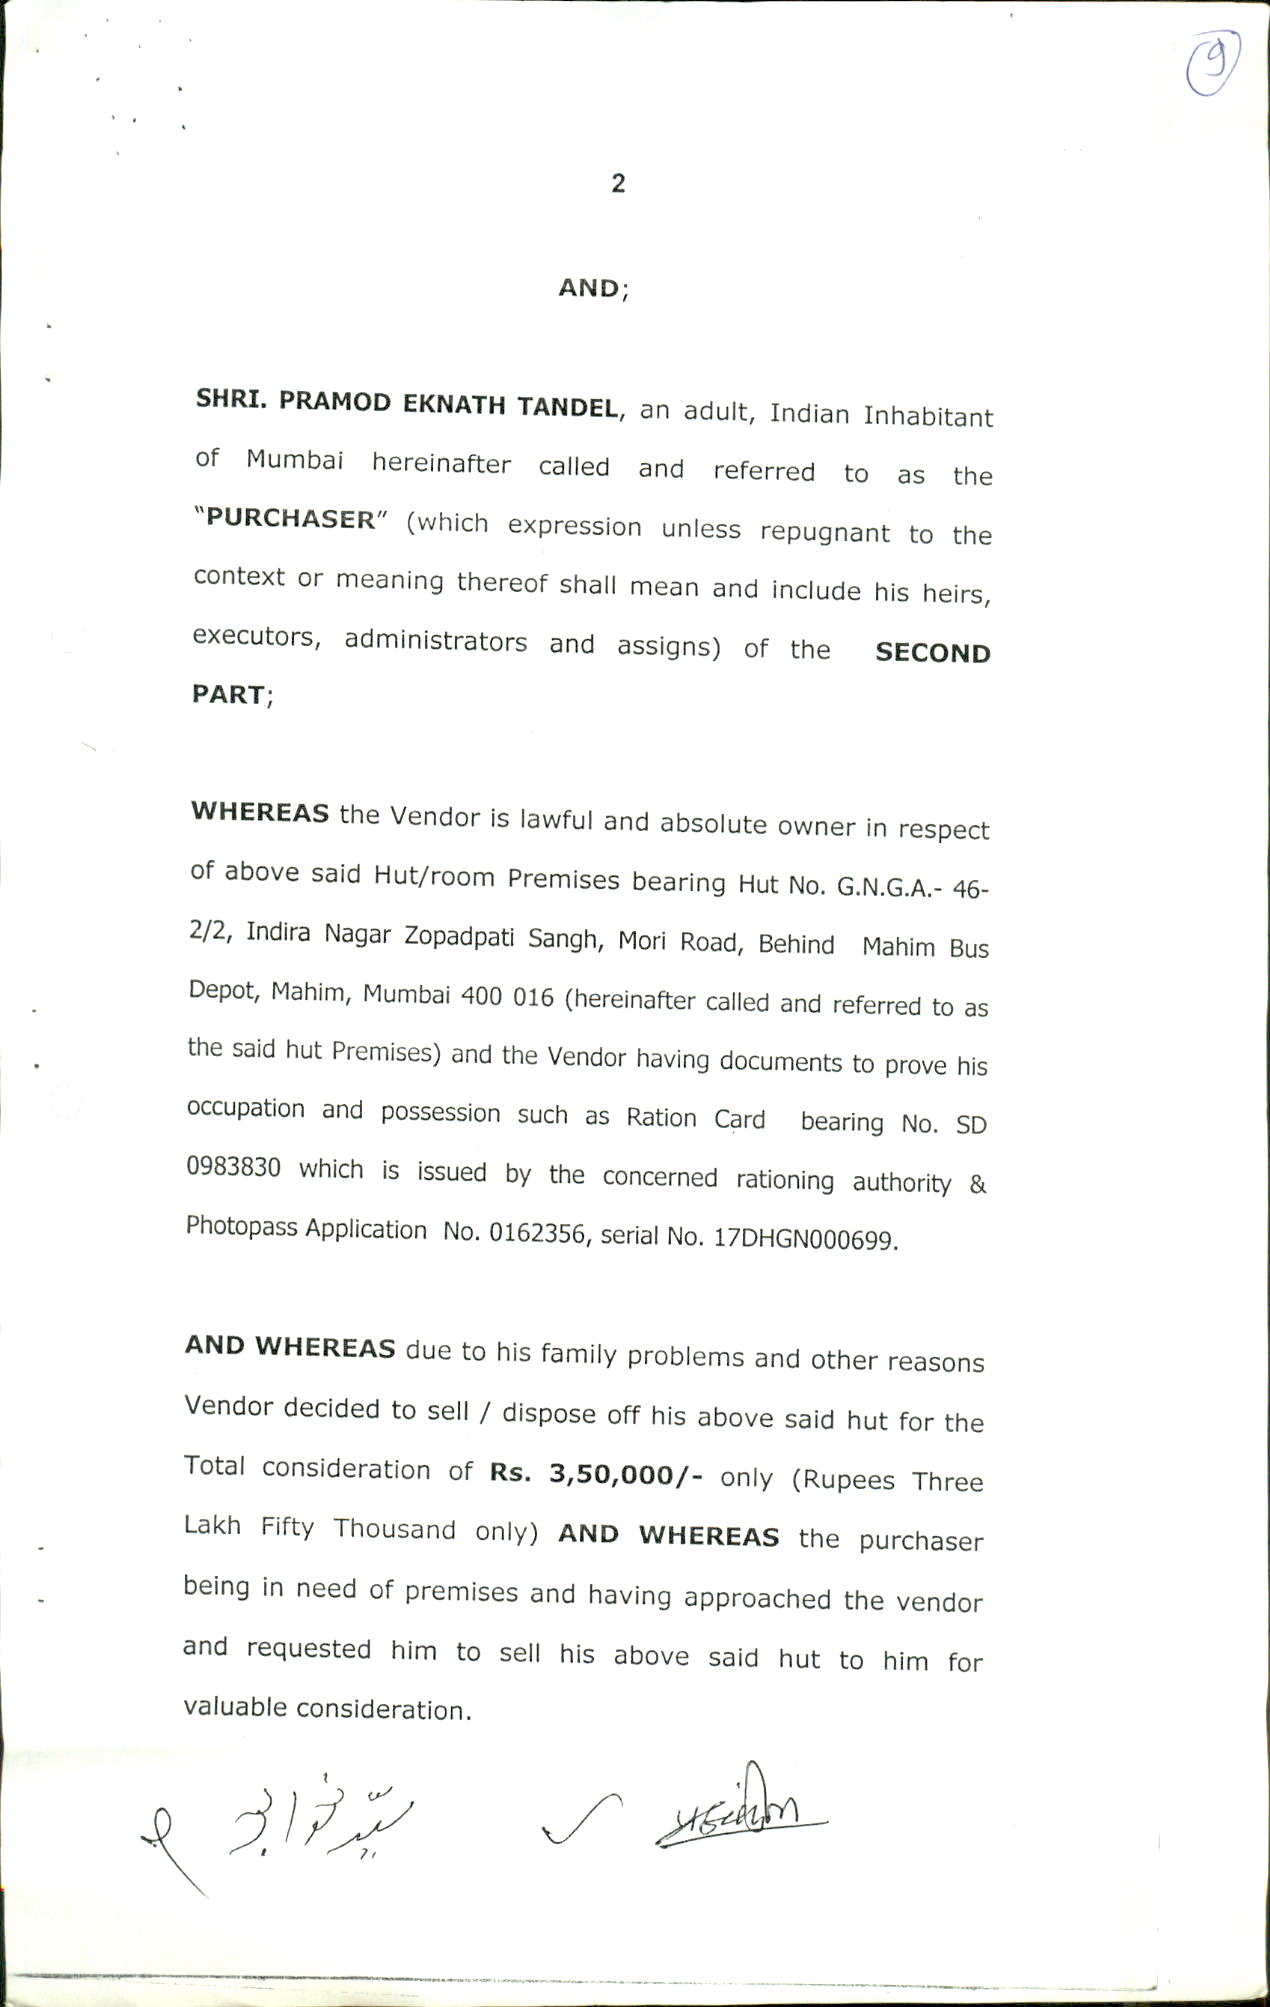 9
2
AND;
SHRI. PRAMOD EKNATH TANDEL, an adult, Indian Inhabitant
of Mumbai hereinafter called and referred to as the
"PURCHASER" (which expression unless repugnant to the
context or meaning thereof shall mean and include his heirs,
executors, administrators and assigns) of the SECOND
PART;
WHEREAS the Vendor is lawful and absolute owner in respect
of above said Hut/room Premises bearing Hut No. G.N.G.A.- 46-
2/2, Indira Nagar Zopadpati Sangh, Mori Road, Behind Mahim Bus
Depot, Mahim, Mumbai 400 016 (hereinafter called and referred to as
the said hut Premises) and the Vendor having documents to prove his
occupation and possession such as Ration Card bearing No. SD
0983830 which is issued by the concerned rationing authority &
Photopass Application No. 0162356, serial No. 17DHGN000699.
AND WHEREAS due to his family problems and other reasons
Vendor decided to sell / dispose off his above said hut for the
Total consideration of Rs. 3,50,000/- only (Rupees Three
Lakh Fifty Thousand only) AND WHEREAS the purchaser
being in need of premises and having approached the vendor
and requested him to sell his above said hut to him for
valuable consideration.